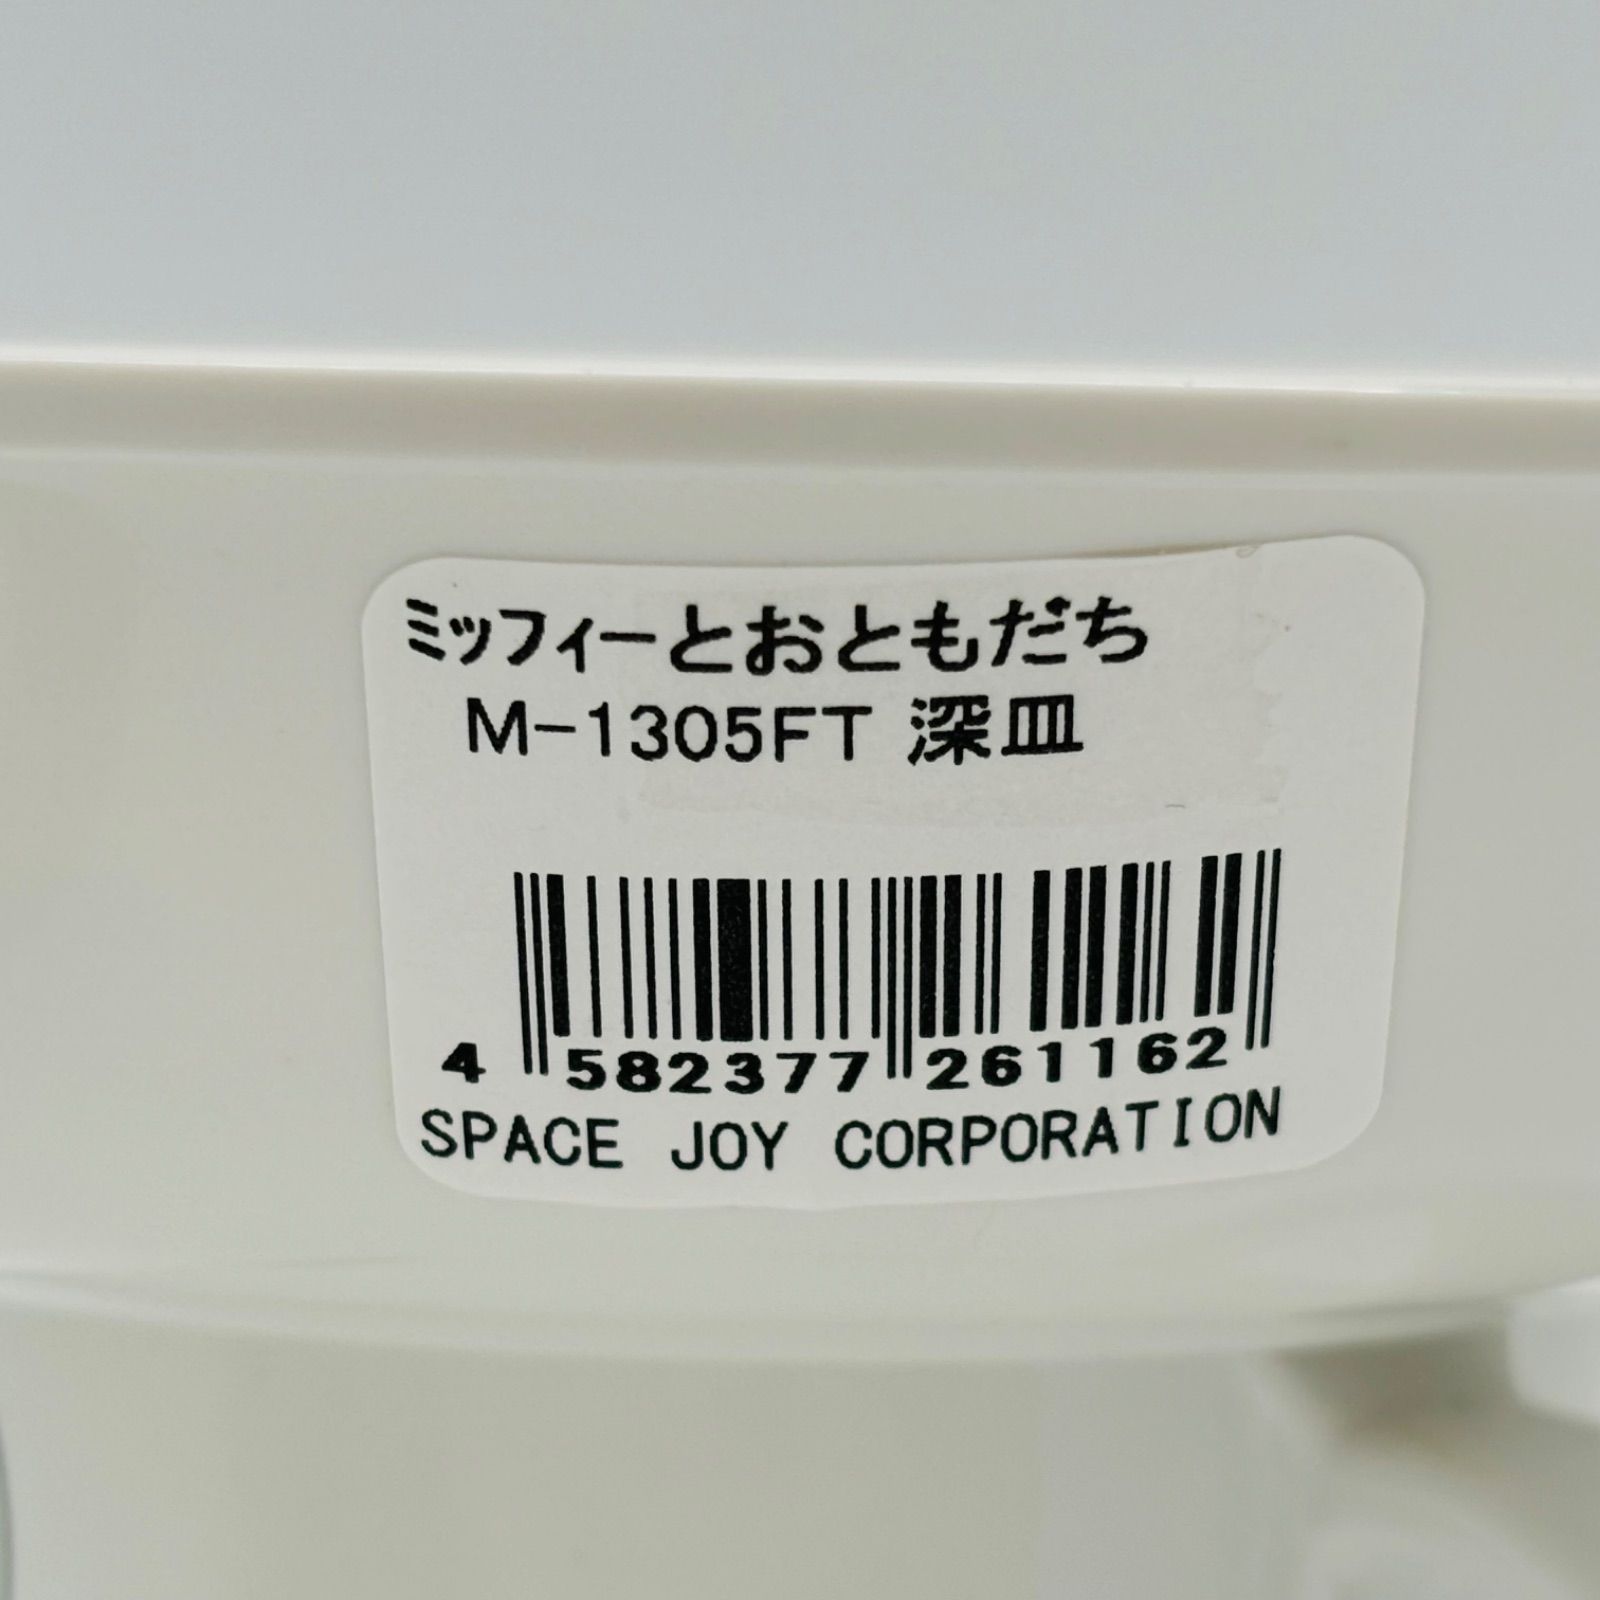 ミッフィーとおともだち
M-1305FT 深皿
4 582377 261162
SPACE JOY CORPORATION